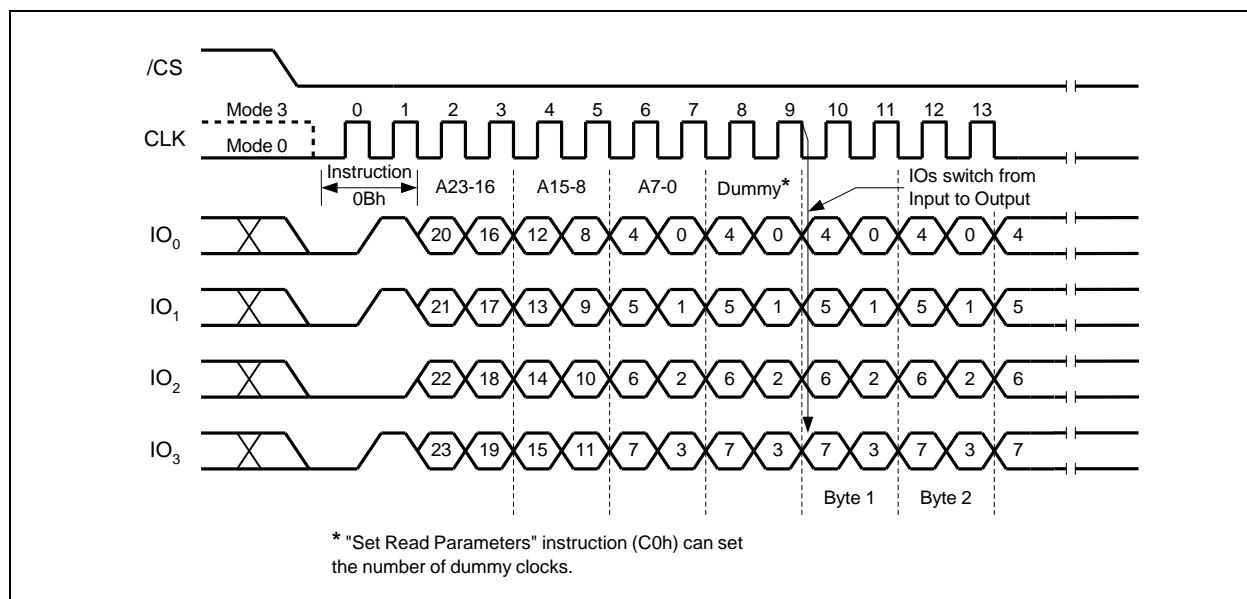 /CS
Mode 3 0 1 2 3 4 5 6 7 8 9 10 11 12 13
CLK
Mode 0
Instruction
0Bh
A23-16 A15-8 A7-0 Dummy*
IOs switch from
Input to Output
IO0 20 16 12 8 4 0 4 0 4 0 4 0 4
IO1 21 17 13 9 5 1 5 1 5 1 5 1 5
IO2 22 18 14 10 6 2 6 2 6 2 6 2 6
IO3 23 19 15 11 7 3 7 3 7 3 7 3 7
Byte 1 Byte 2
* "Set Read Parameters" instruction (C0h) can set
the number of dummy clocks.